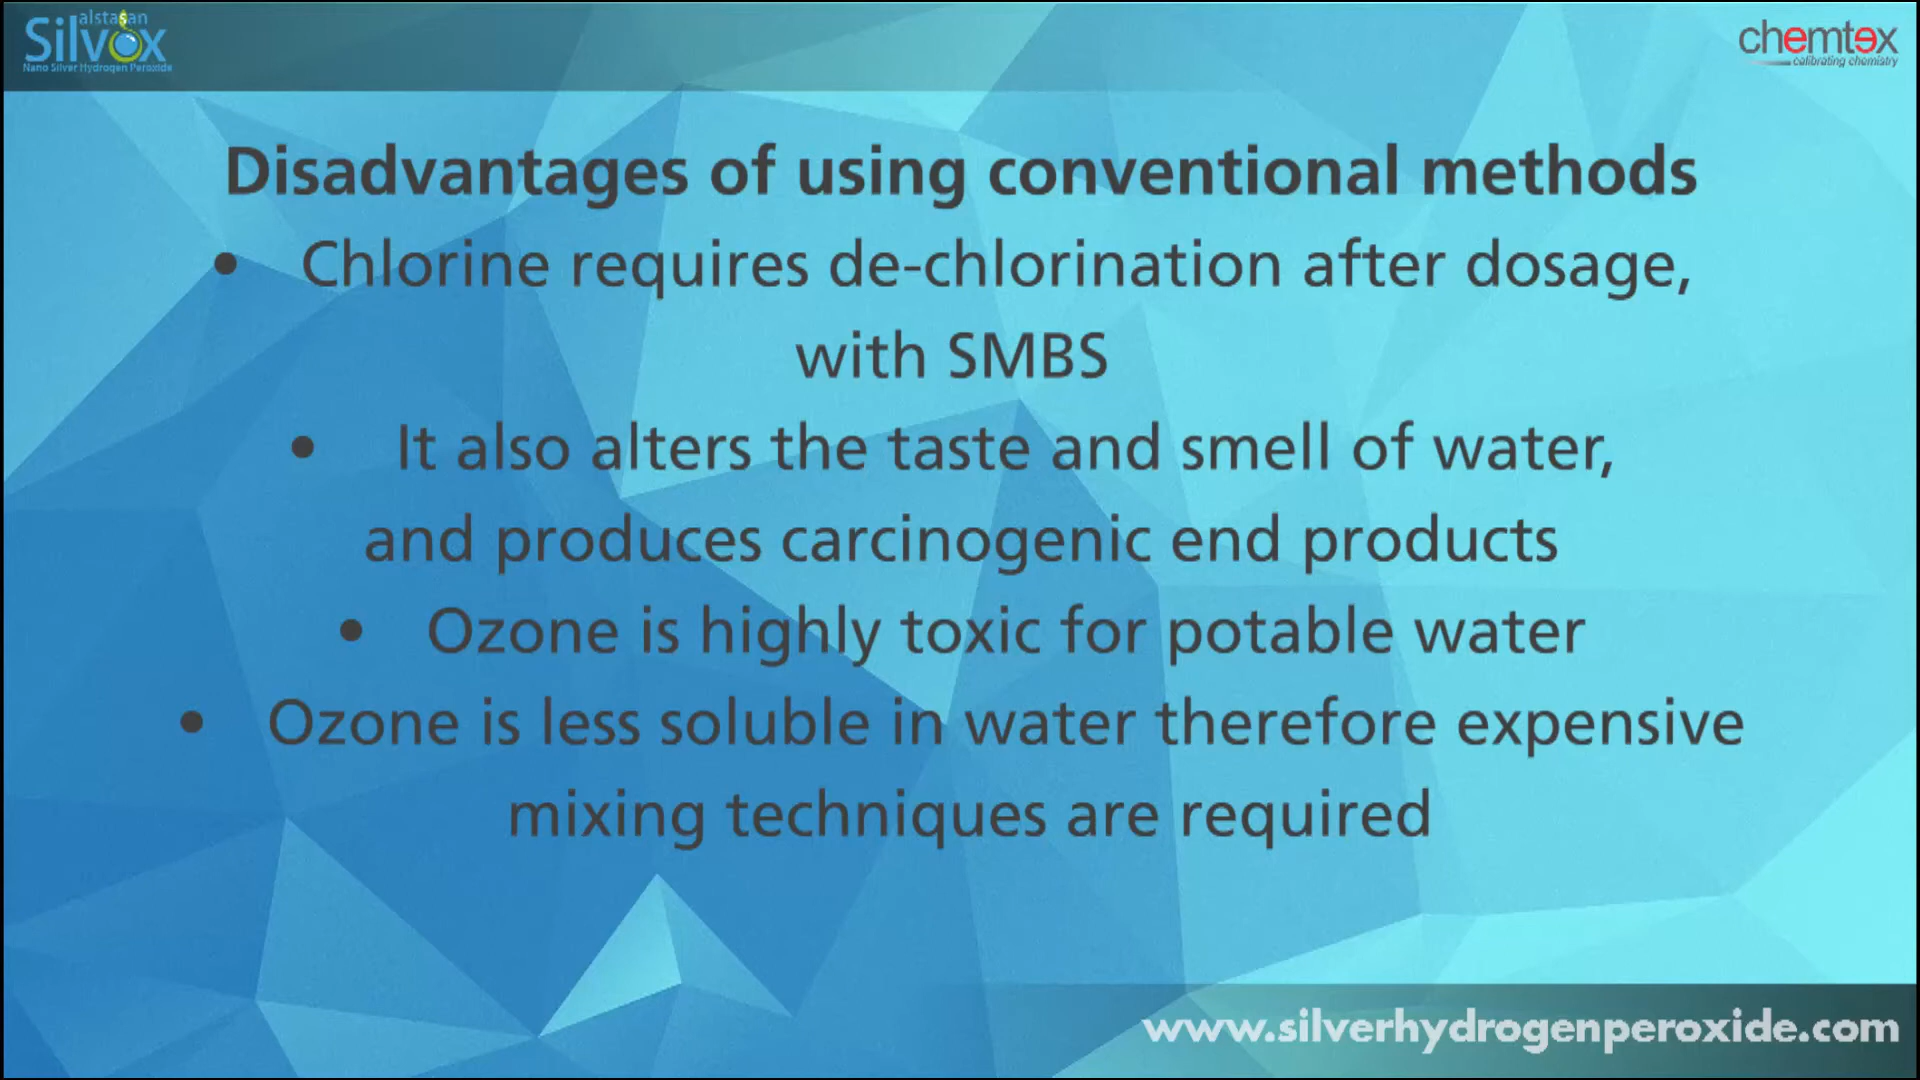 alstasan
Silvox
Nano Silver Hydrogen Peroxide
chemtex
calibrating chemistry
Disadvantages of using conventional methods
• Chlorine requires de-chlorination after dosage,
with SMBS
• It also alters the taste and smell of water,
and produces carcinogenic end products
• Ozone is highly toxic for potable water
• Ozone is less soluble in water therefore expensive
mixing techniques are required
www.silverhydrogenperoxide.com